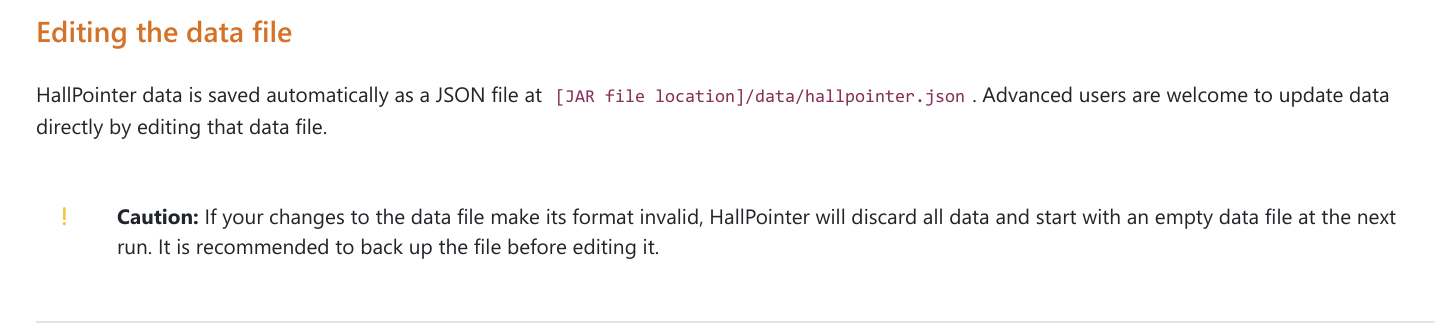 Editing the data file
HallPointer data is saved automatically as a JSON file at [JAR file location]/data/hallpointer.json . Advanced users are welcome to update data
directly by editing that data file.
! Caution: If your changes to the data file make its format invalid, HallPointer will discard all data and start with an empty data file at the next
run. It is recommended to back up the file before editing it.